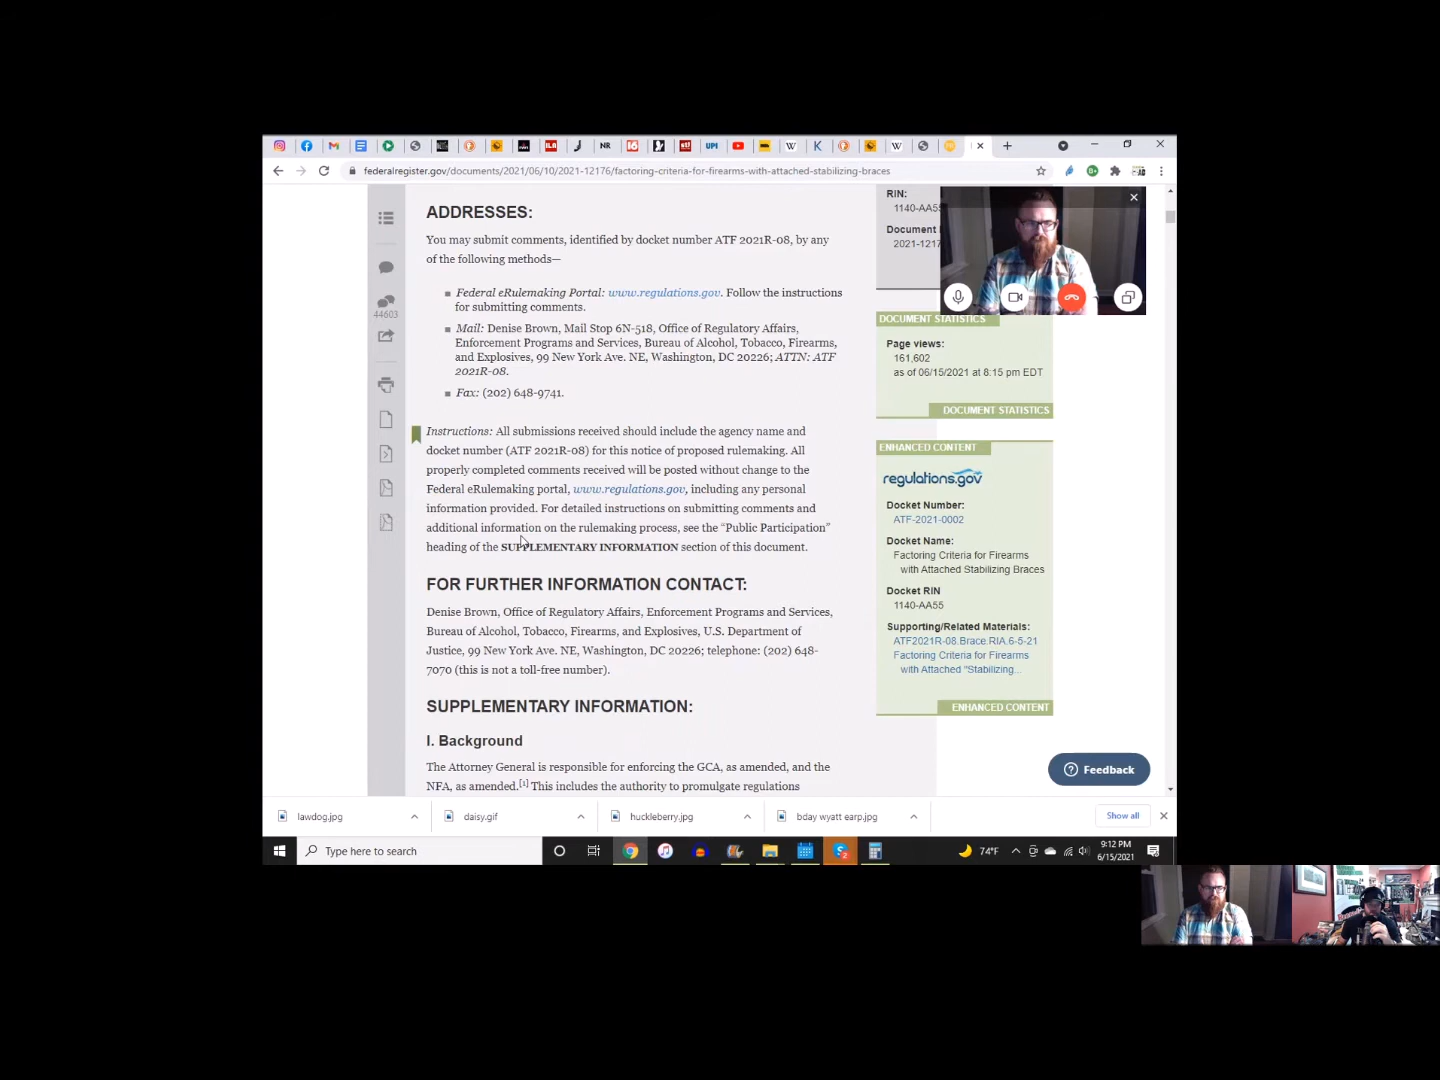 NR
UPI
federalregister.gov/documents/2021/06/10/2021-12176/factoring-criteria-for-firearms-with-attached-stabilizing-braces
ADDRESSES:
You may submit comments, identified by docket number ATF 2021R-08, by any
of the following methods—
Federal eRulemaking Portal: www.regulations.gov. Follow the instructions
for submitting comments.
Mail: Denise Brown, Mail Stop 6N-518, Office of Regulatory Affairs,
Enforcement Programs and Services, Bureau of Alcohol, Tobacco, Firearms,
and Explosives, 99 New York Ave. NE, Washington, DC 20226; ATTN: ATF
2021R-08.
Fax: (202) 648-9741.
44603
Instructions: All submissions received should include the agency name and
docket number (ATF 2021R-08) for this notice of proposed rulemaking. All
properly completed comments received will be posted without change to the
Federal eRulemaking portal, www.regulations.gov, including any personal
information provided. For detailed instructions on submitting comments and
additional information on the rulemaking process, see the “Public Participation”
heading of the SUPPLEMENTARY INFORMATION section of this document.
FOR FURTHER INFORMATION CONTACT:
Denise Brown, Office of Regulatory Affairs, Enforcement Programs and Services,
Bureau of Alcohol, Tobacco, Firearms, and Explosives, U.S. Department of
Justice, 99 New York Ave. NE, Washington, DC 20226; telephone: (202) 648-
7070 (this is not a toll-free number).
SUPPLEMENTARY INFORMATION:
I. Background
The Attorney General is responsible for enforcing the GCA, as amended, and the
NFA, as amended.[1] This includes the authority to promulgate regulations
RIN:
1140-AA55
Document
2021-1217
DOCUMENT STATISTICS
Page views:
161,602
as of 06/15/2021 at 8:15 pm EDT
DOCUMENT STATISTICS
ENHANCED CONTENT
regulations.gov
Docket Number:
ATF-2021-0002
Docket Name:
Factoring Criteria for Firearms
with Attached Stabilizing Braces
Docket RIN
1140-AA55
Supporting/Related Materials:
ATF2021R-08.Brace.RIA.6-5-21
Factoring Criteria for Firearms
with Attached "Stabilizing...
ENHANCED CONTENT
Feedback
lawdog.jpg
daisy.gif
huckleberry.jpg
bday wyatt earp.jpg
Show all
Type here to search
74°F
9:12 PM
6/15/2021